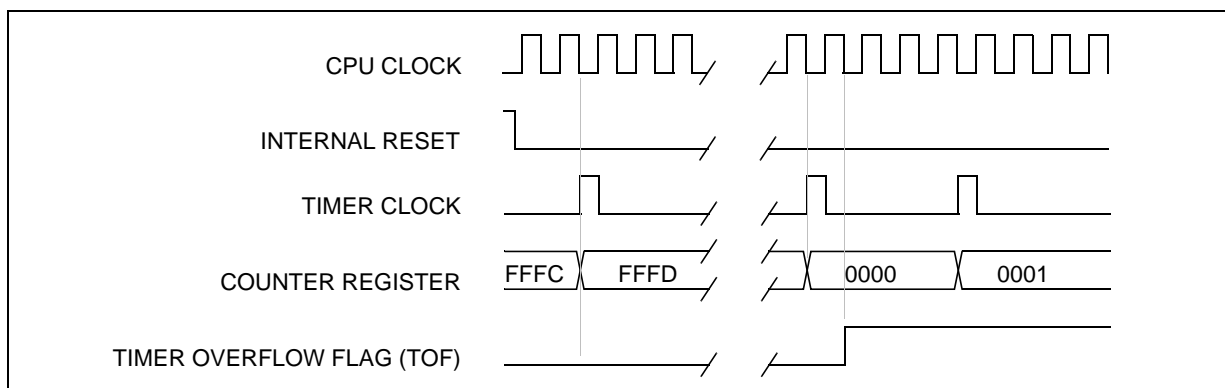 CPU CLOCK
INTERNAL RESET
TIMER CLOCK
COUNTER REGISTER
FFFC
FFFD
0000
0001
TIMER OVERFLOW FLAG (TOF)